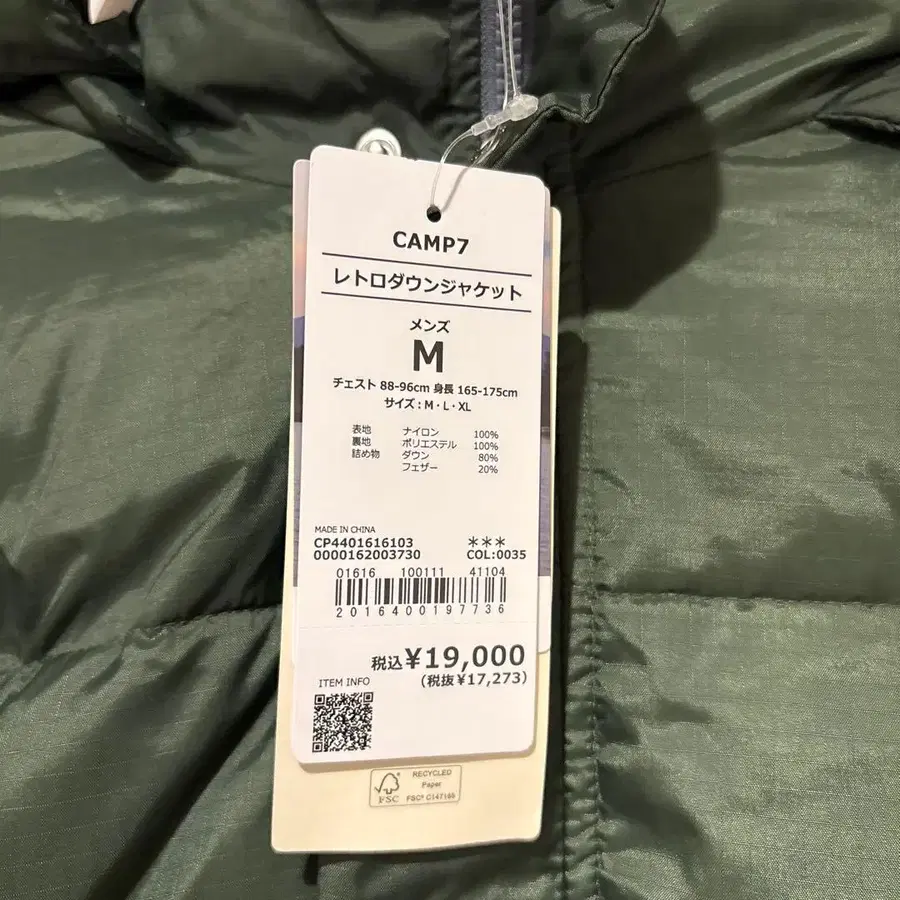 CAMP7
レトロダウンジャケット
メンズ
M
チェスト 88-96cm 身長 165-175cm
サイズ：M・L・XL
表地 ナイロン 100%
裏地 ポリエステル 100%
詰め物 ダウン 80%
フェザー 20%
MADE IN CHINA
CP4401616103 ＊＊＊
0000162003730 COL:0035
01616 100111 41104
2016400197736
税込¥19,000
(税抜¥17,273)
ITEM INFO
FSC
RECYCLED
Paper
FSC® C147166